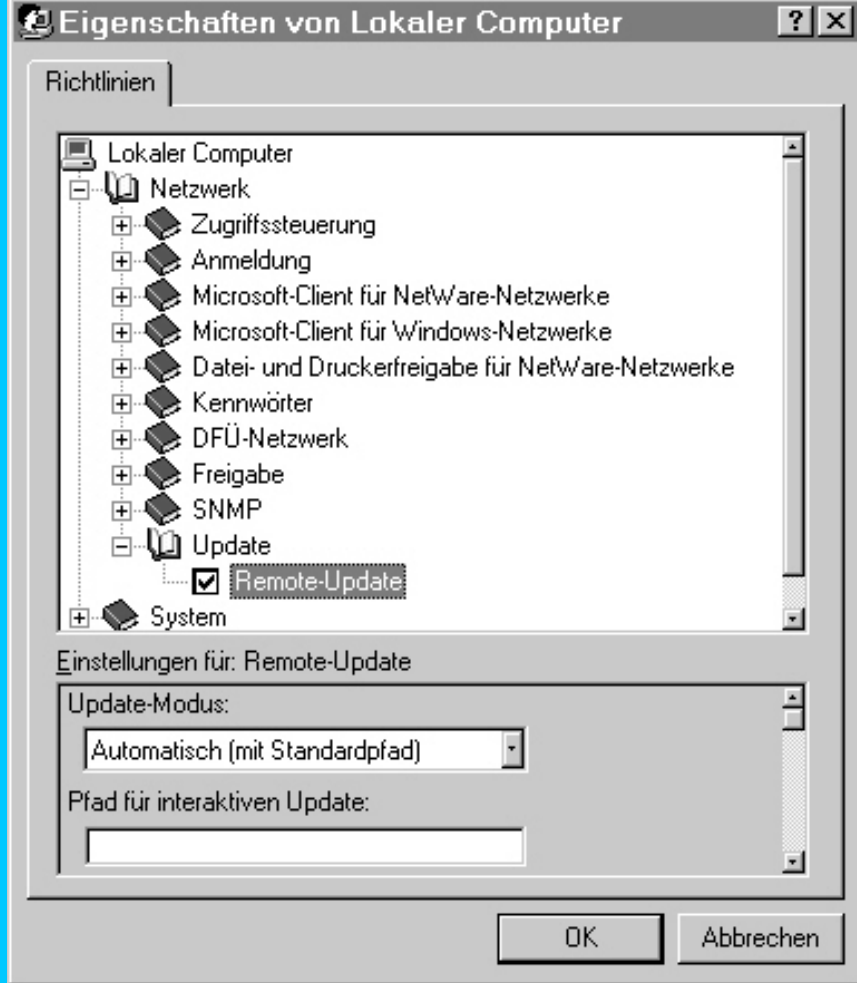 Eigenschaften von Lokaler Computer
Richtlinien
Lokaler Computer
Netzwerk
Zugriffssteuerung
Anmeldung
Microsoft-Client für NetWare-Netzwerke
Microsoft-Client für Windows-Netzwerke
Datei- und Druckerfreigabe für NetWare-Netzwerke
Kennwörter
DFÜ-Netzwerk
Freigabe
SNMP
Update
Remote-Update
System
Einstellungen für: Remote-Update
Update-Modus:
Automatisch (mit Standardpfad)
Pfad für interaktiven Update:
OK Abbrechen